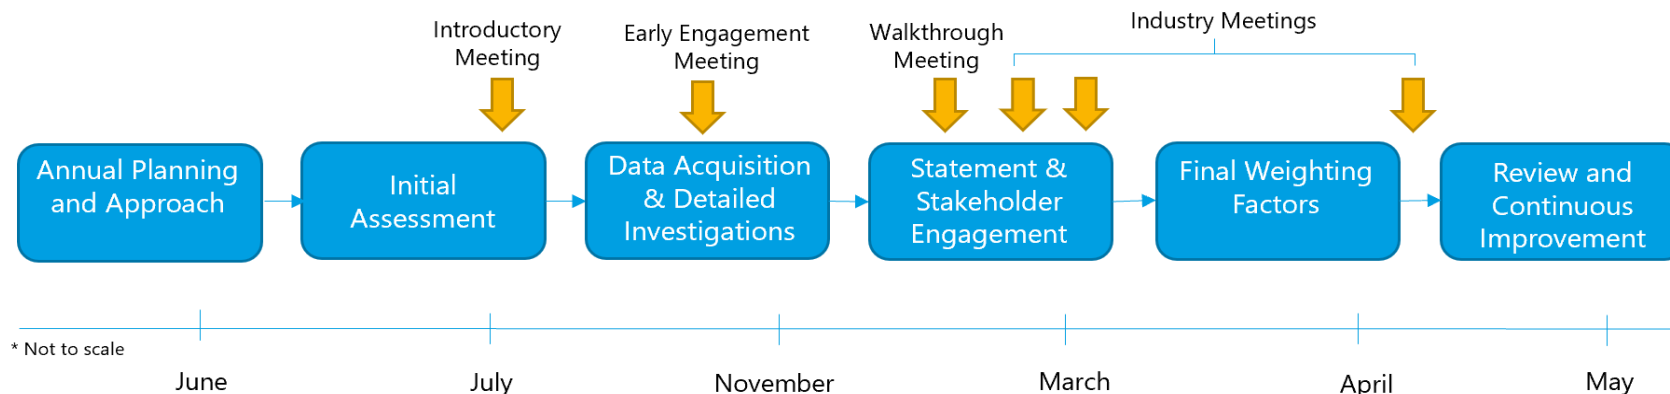 Introductory
Meeting
Early Engagement
Meeting
Walkthrough
Meeting
Industry Meetings
Annual Planning
and Approach
Initial
Assessment
Data Acquisition
& Detailed
Investigations
Statement &
Stakeholder
Engagement
Final Weighting
Factors
Review and
Continuous
Improvement
* Not to scale
June
July
November
March
April
May